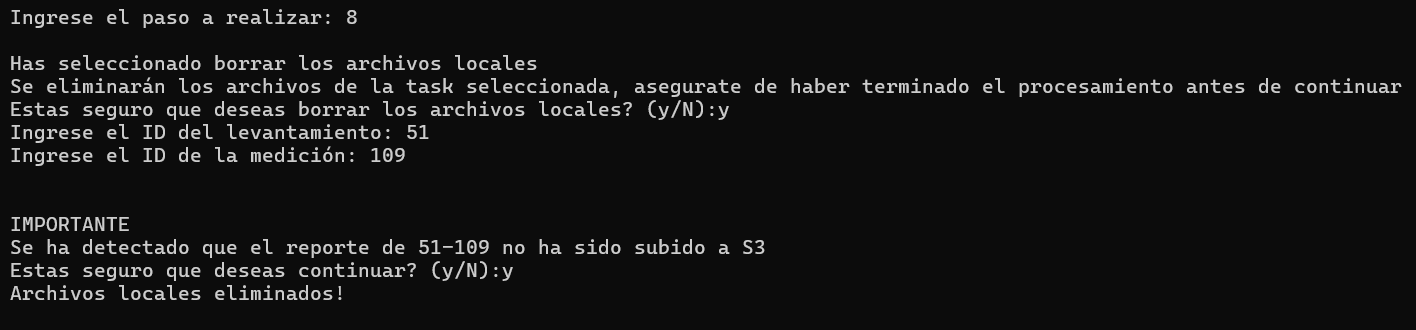 Ingrese el paso a realizar: 8
Has seleccionado borrar los archivos locales
Se eliminarán los archivos de la task seleccionada, asegurate de haber terminado el procesamiento antes de continuar
Estas seguro que deseas borrar los archivos locales? (y/N):y
Ingrese el ID del levantamiento: 51
Ingrese el ID de la medición: 109
IMPORTANTE
Se ha detectado que el reporte de 51-109 no ha sido subido a S3
Estas seguro que deseas continuar? (y/N):y
Archivos locales eliminados!